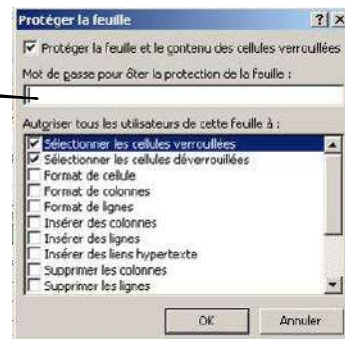 Protéger la feuille
Protéger la feuille et le contenu des cellules verrouillées
Mot de passe pour ôter la protection de la feuille :
Autoriser tous les utilisateurs de cette feuille à :
Sélectionner les cellules verrouillées
Sélectionner les cellules déverrouillées
Format de cellule
Format de colonnes
Format de lignes
Insérer des colonnes
Insérer des lignes
Insérer des liens hypertexte
Supprimer les colonnes
Supprimer les lignes
OK
Annuler